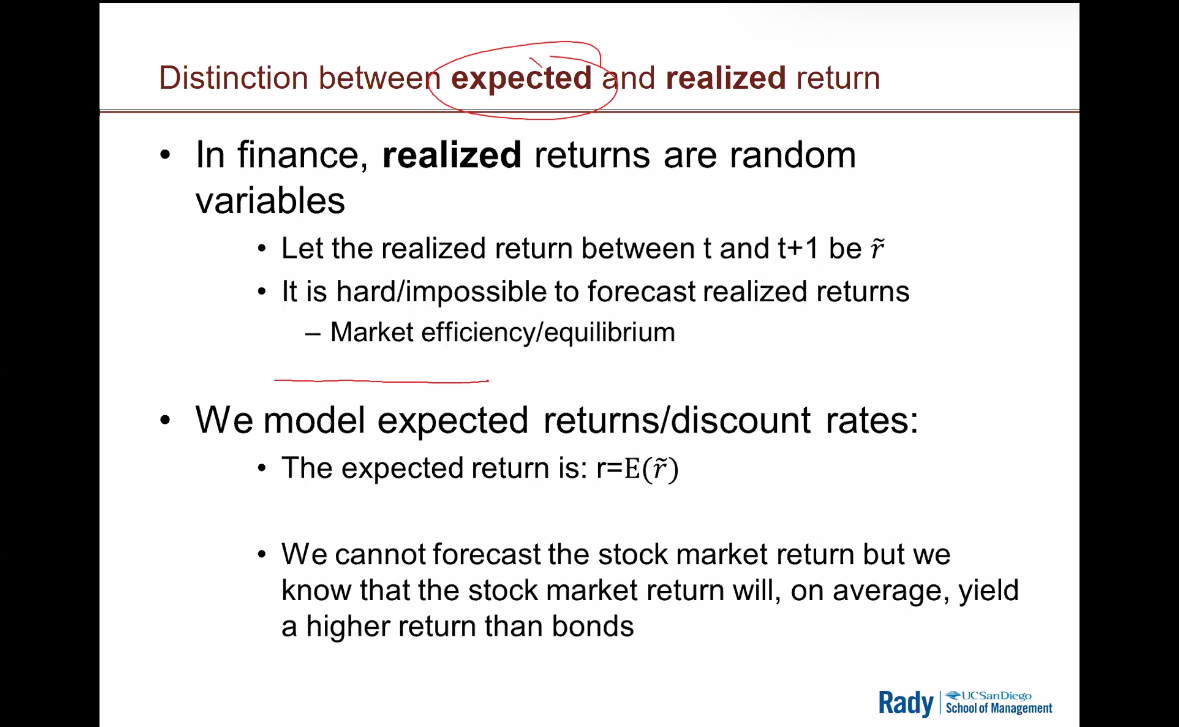 Distinction between expected and realized return
• In finance, realized returns are random
variables
• Let the realized return between t and t+1 be r̃
• It is hard/impossible to forecast realized returns
– Market efficiency/equilibrium
• We model expected returns/discount rates:
• The expected return is: r=E(r̃)
• We cannot forecast the stock market return but we
know that the stock market return will, on average, yield
a higher return than bonds
Rady
UC San Diego
School of Management